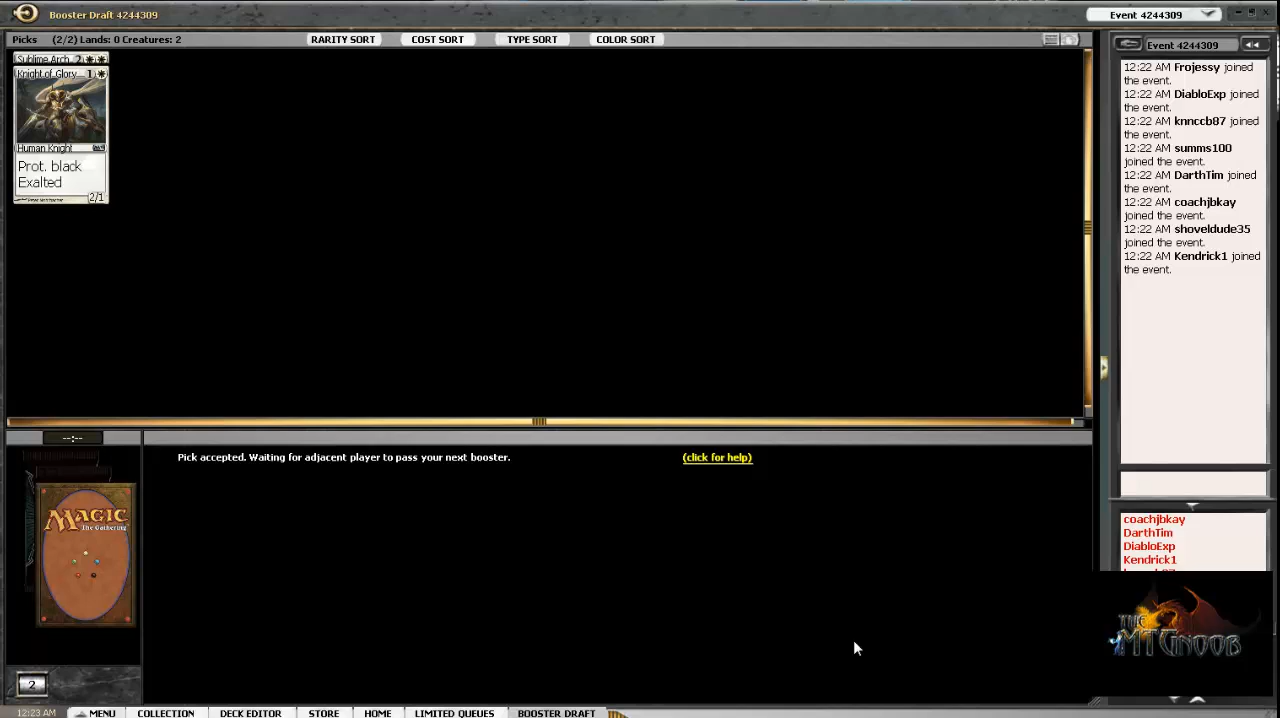 Booster Draft 4244309
Event 4244309
Picks (2/2) Lands: 0 Creatures: 2
RARITY SORT
COST SORT
TYPE SORT
COLOR SORT
Sublime Arch... 2
Knight of Glory 1
Human Knight
Prot. black
Exalted
2/1
Event 4244309
12:22 AM Frojessy joined
the event.
12:22 AM DiabloExp joined
the event.
12:22 AM knnccb87 joined
the event.
12:22 AM summs100
joined the event.
12:22 AM DarthTim joined
the event.
12:22 AM coachjbkay
joined the event.
12:22 AM shoveldude35
joined the event.
12:22 AM Kendrick1 joined
the event.
--:--
Pick accepted. Waiting for adjacent player to pass your next booster.
(click for help)
MAGIC
The Gathering
coachjbkay
DarthTim
DiabloExp
Kendrick1
THE
MTGNOOB
2
12:23 AM
MENU
COLLECTION
DECK EDITOR
STORE
HOME
LIMITED QUEUES
BOOSTER DRAFT